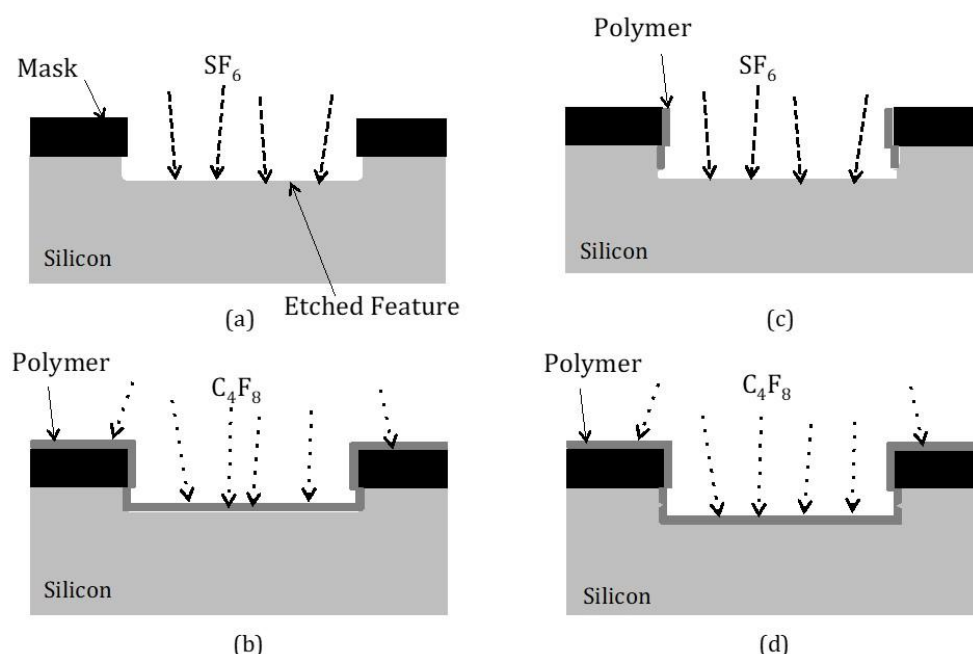 Mask
SF₆
Silicon
Etched Feature
(a)
Polymer
SF₆
Silicon
(c)
Polymer
C₄F₈
Silicon
(b)
Polymer
C₄F₈
Silicon
(d)